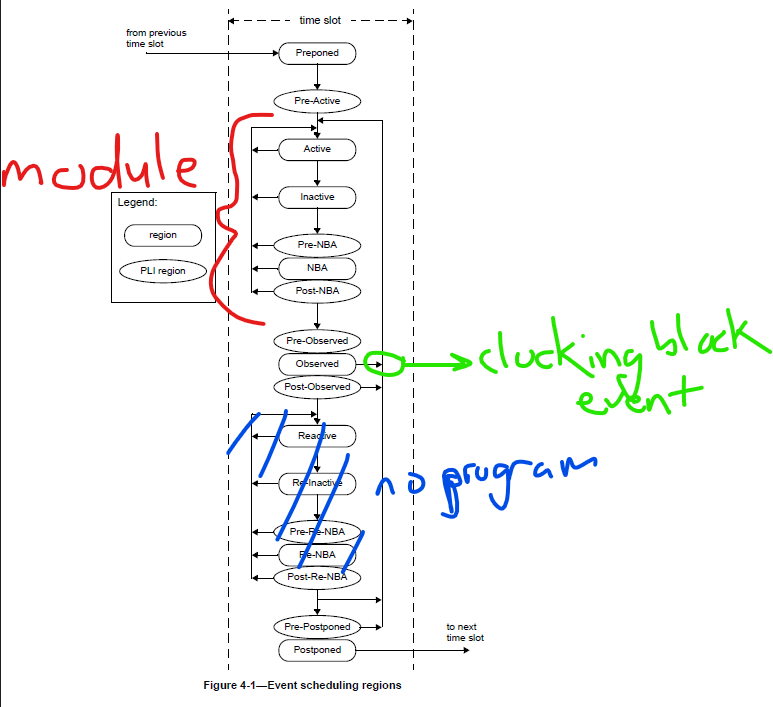 time slot
from previous
time slot
Preponed
Pre-Active
module
Active
Legend:
Inactive
region
Pre-NBA
PLI region
NBA
Post-NBA
Pre-Observed
Observed
clocking block
event
Post-Observed
Reactive
Re-Inactive
no program
Pre-Re-NBA
Re-NBA
Post-Re-NBA
Pre-Postponed
to next
time slot
Postponed
Figure 4-1—Event scheduling regions